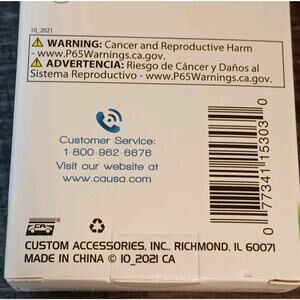 10_2021
WARNING: Cancer and Reproductive Harm
- www.P65Warnings.ca.gov.
ADVERTENCIA: Riesgo de Cáncer y Daños al
Sistema Reproductivo - www.P65Warnings.ca.gov.
Customer Service:
1-800-962-6676
Visit our website at
www.causa.com
0 77341 15303 0
CUSTOM ACCESSORIES, INC., RICHMOND, IL 60071
MADE IN CHINA © 10_2021 CA